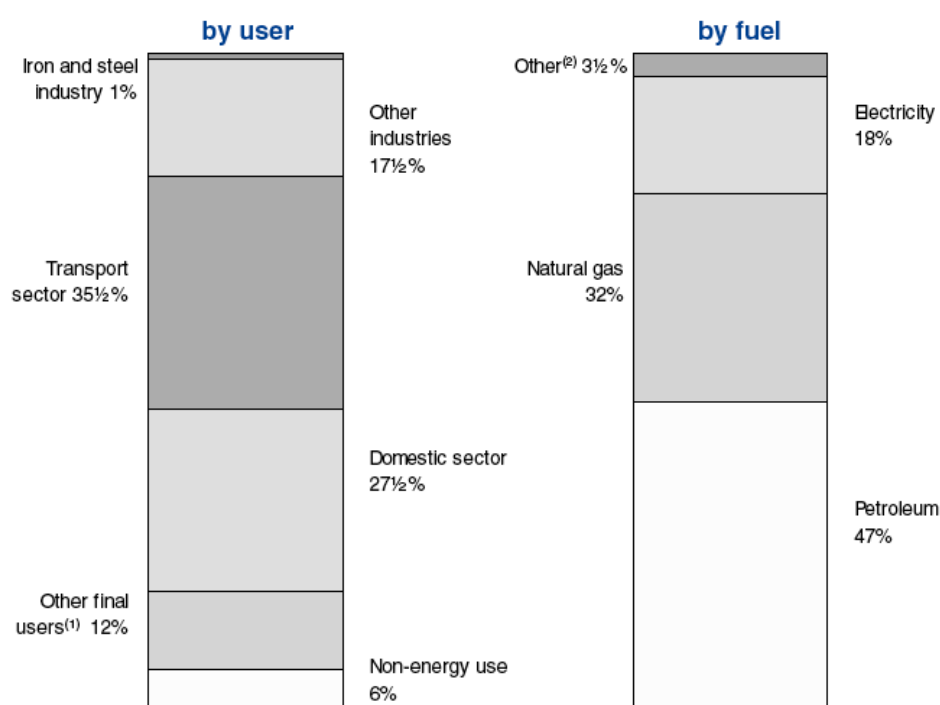 by user
Iron and steel
industry 1%
Other
industries
17½%
Transport
sector 35½%
Domestic sector
27½%
Other final
users(1) 12%
Non-energy use
6%
by fuel
Other(2) 3½%
Electricity
18%
Natural gas
32%
Petroleum
47%